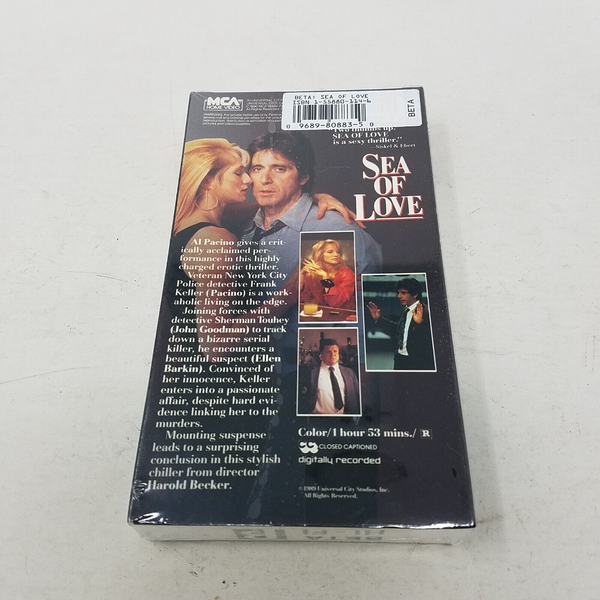 MCA
HOME VIDEO
BETA: SEA OF LOVE
ISBN 1-55880-114-6
BETA
0 9689-80883-5 0
"Two thumbs up.
SEA OF LOVE
is a sexy thriller."
- Siskel & Ebert
SEA
OF
LOVE
Al Pacino gives a crit-
ically acclaimed per-
formance in this highly
charged erotic thriller.
Veteran New York City
Police detective Frank
Keller (Pacino) is a work-
aholic living on the edge.
Joining forces with
detective Sherman Touhey
(John Goodman) to track
down a bizarre serial
killer, he encounters a
beautiful suspect (Ellen
Barkin). Convinced of
her innocence, Keller
enters into a passionate
affair, despite hard evi-
dence linking her to the
murders.
Mounting suspense
leads to a surprising
conclusion in this stylish
chiller from director
Harold Becker.
Color/1 hour 53 mins./ R
CC CLOSED CAPTIONED
digitally recorded
©1989 Universal City Studios, Inc.
All Rights Reserved.